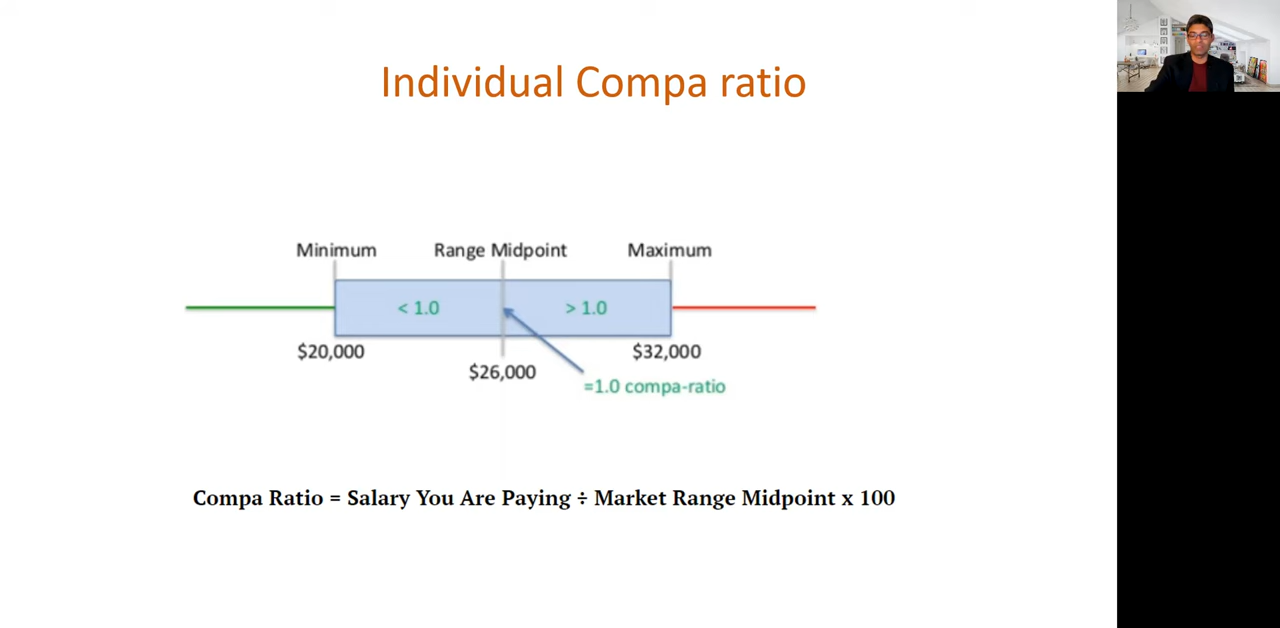 Individual Compa ratio
Minimum Range Midpoint Maximum
< 1.0 > 1.0
$20,000 $32,000
$26,000
=1.0 compa-ratio
Compa Ratio = Salary You Are Paying ÷ Market Range Midpoint x 100